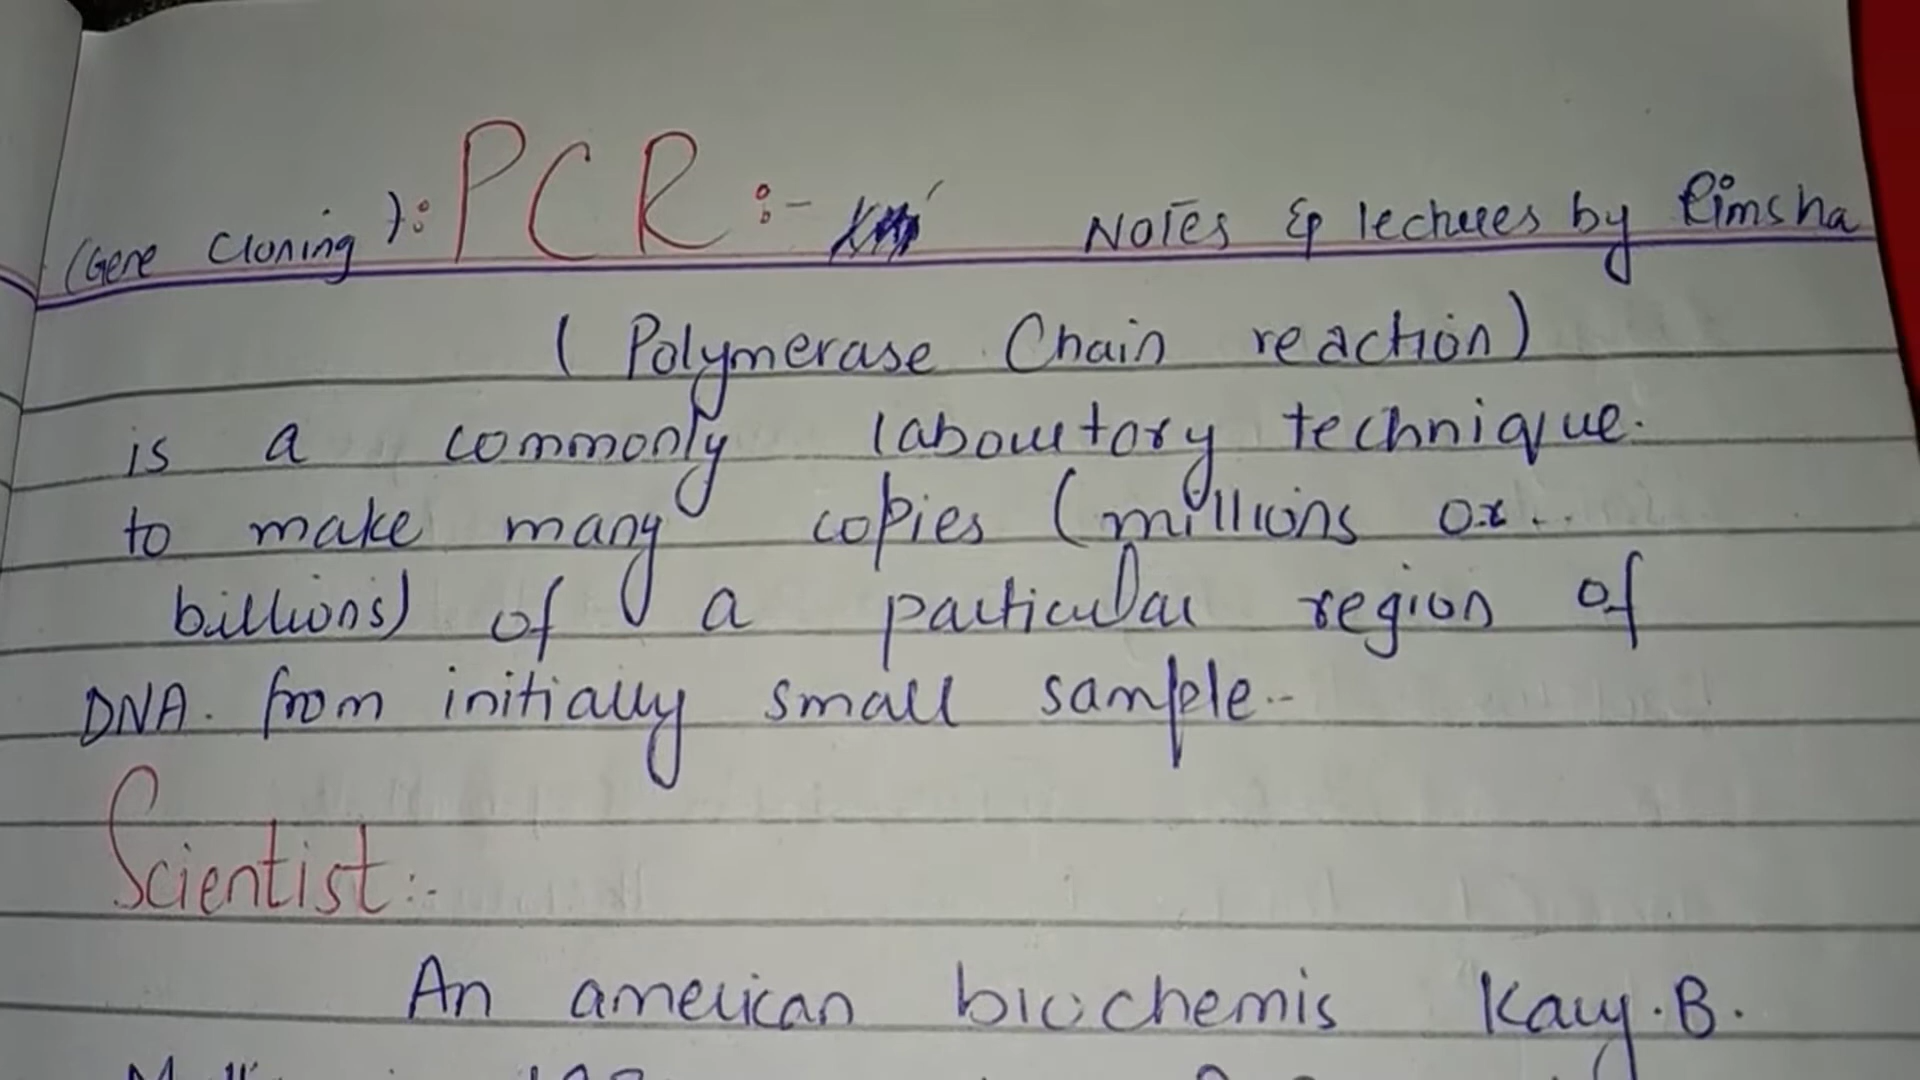 (Gene Cloning): PCR :- Notes & lectures by Rimsha
( Polymerase Chain reaction)
is a commonly laboratory technique.
to make many copies (millions or..
billions) of a particular region of
DNA. from initially small sample..
Scientist:-
An american biochemis Kary. B.